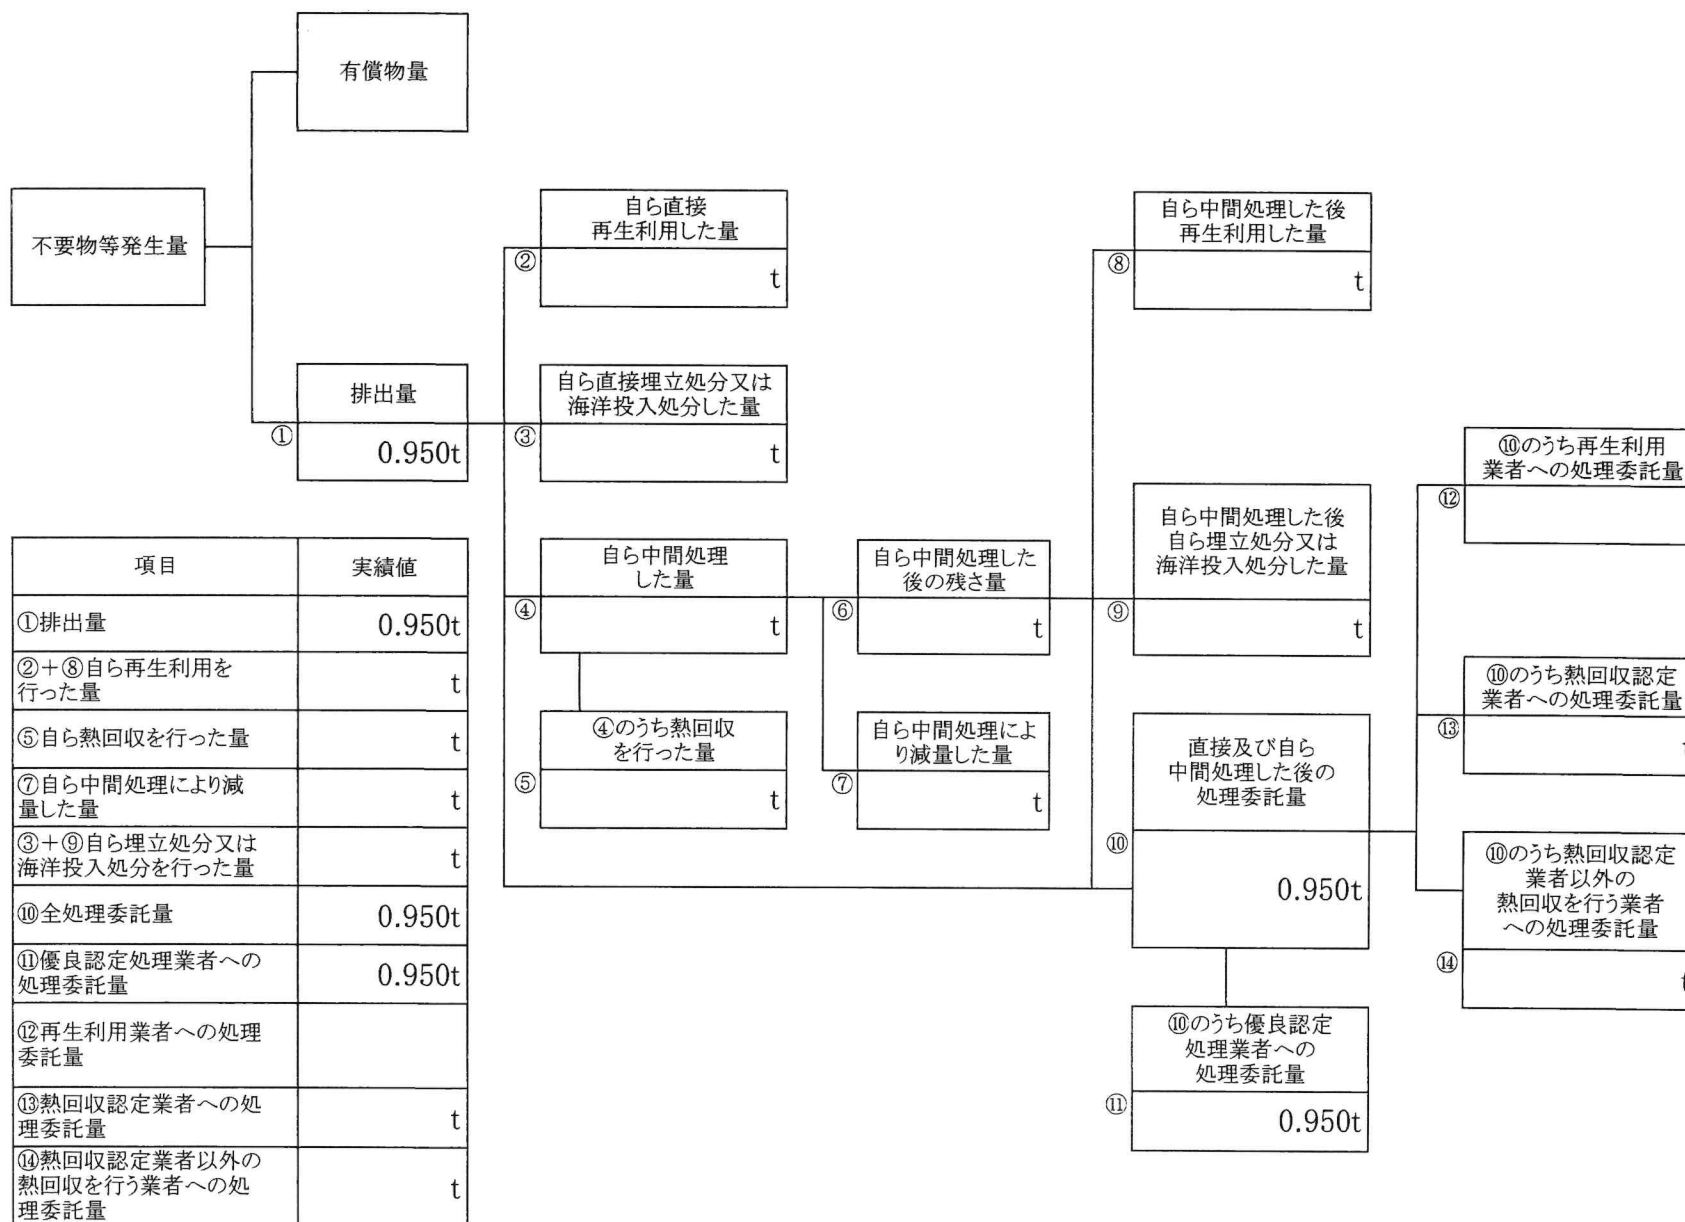 有償物量
不要物等発生量
排出量
①
0.950t
自ら直接
再生利用した量
②
t
自ら直接埋立処分又は
海洋投入処分した量
③
t
自ら中間処理
した量
④
t
④のうち熱回収
を行った量
⑤
t
自ら中間処理した
後の残さ量
⑥
t
自ら中間処理によ
り減量した量
⑦
t
自ら中間処理した後
再生利用した量
⑧
t
自ら中間処理した後
自ら埋立処分又は
海洋投入処分した量
⑨
t
直接及び自ら
中間処理した後の
処理委託量
⑩
0.950t
⑩のうち優良認定
処理業者への
処理委託量
⑪
0.950t
⑩のうち再生利用
業者への処理委託量
⑫
⑩のうち熱回収認定
業者への処理委託量
⑬
t
⑩のうち熱回収認定
業者以外の
熱回収を行う業者
への処理委託量
⑭
t
項目 実績値
①排出量 0.950t
②+⑧自ら再生利用を
行った量 t
⑤自ら熱回収を行った量 t
⑦自ら中間処理により減
量した量 t
③+⑨自ら埋立処分又は
海洋投入処分を行った量 t
⑩全処理委託量 0.950t
⑪優良認定処理業者への
処理委託量 0.950t
⑫再生利用業者への処理
委託量
⑬熱回収認定業者への処
理委託量 t
⑭熱回収認定業者以外の
熱回収を行う業者への処
理委託量 t